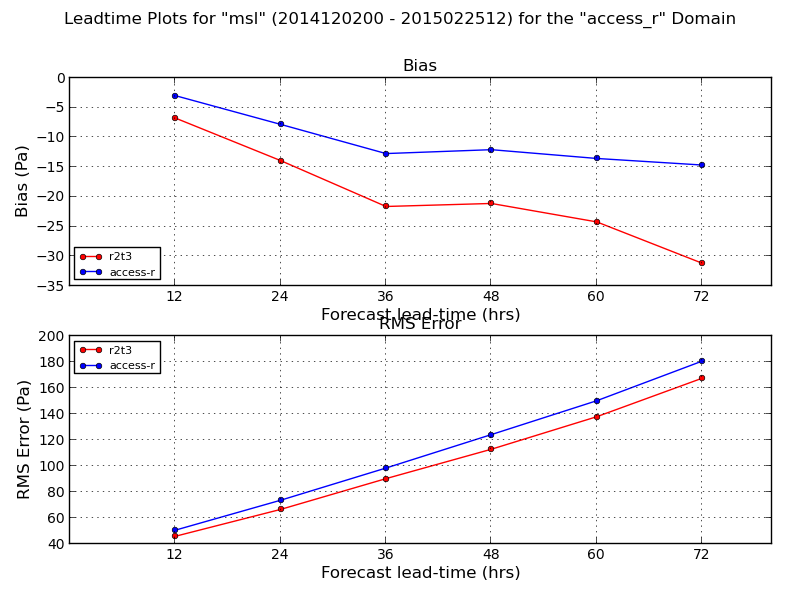 Leadtime Plots for "msl" (2014120200 - 2015022512) for the "access_r" Domain
Bias
0
−5
−10
−15
−20
−25
−30
−35
Bias (Pa)
r2t3
access-r
12 24 36 48 60 72
Forecast lead-time (hrs)
RMS Error
200
180
160
140
120
100
80
60
40
RMS Error (Pa)
r2t3
access-r
12 24 36 48 60 72
Forecast lead-time (hrs)